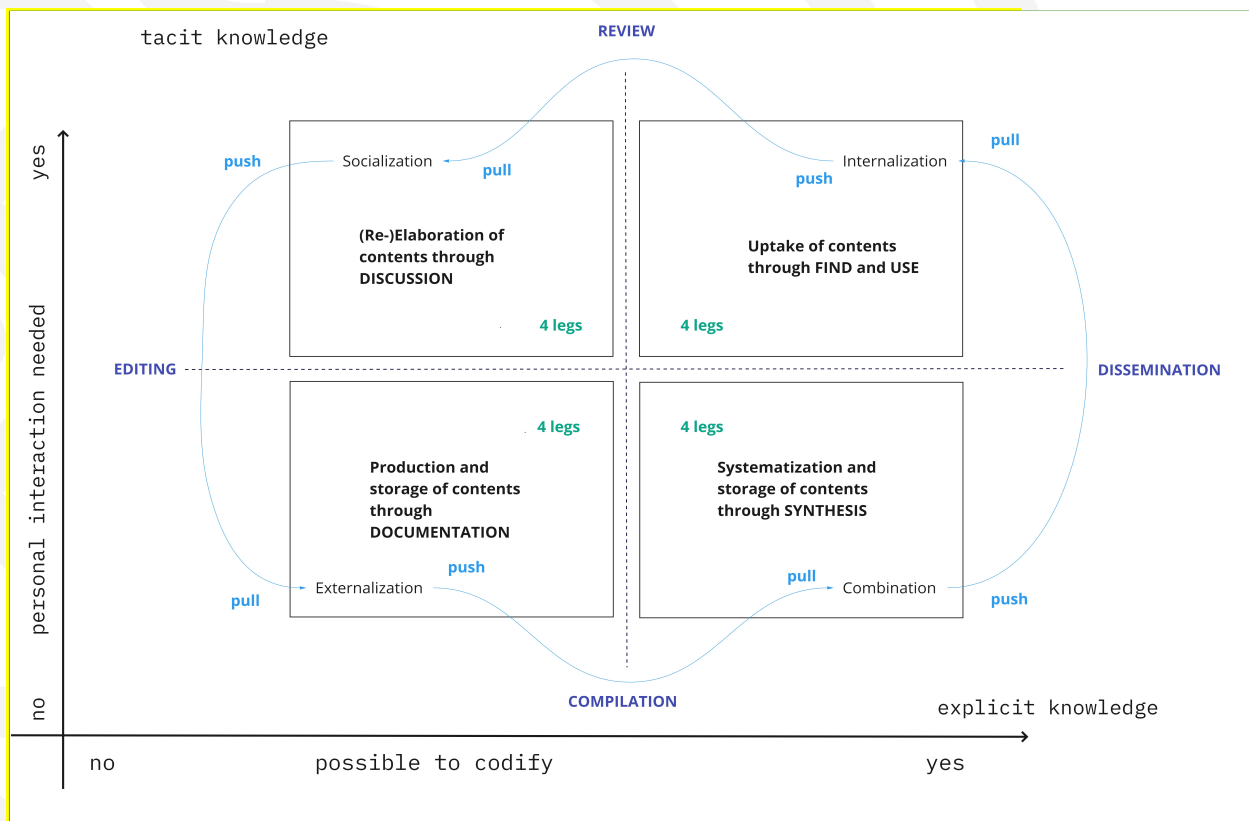 tacit knowledge
REVIEW
yes
push
Socialization
pull
push
Internalization
pull
(Re-)Elaboration of
contents through
DISCUSSION
Uptake of contents
through FIND and USE
4 legs
4 legs
EDITING
DISSEMINATION
personal interaction needed
4 legs
4 legs
Production and
storage of contents
through
DOCUMENTATION
Systematization and
storage of contents
through SYNTHESIS
pull
Externalization
push
pull
Combination
push
COMPILATION
no
explicit knowledge
no
possible to codify
yes